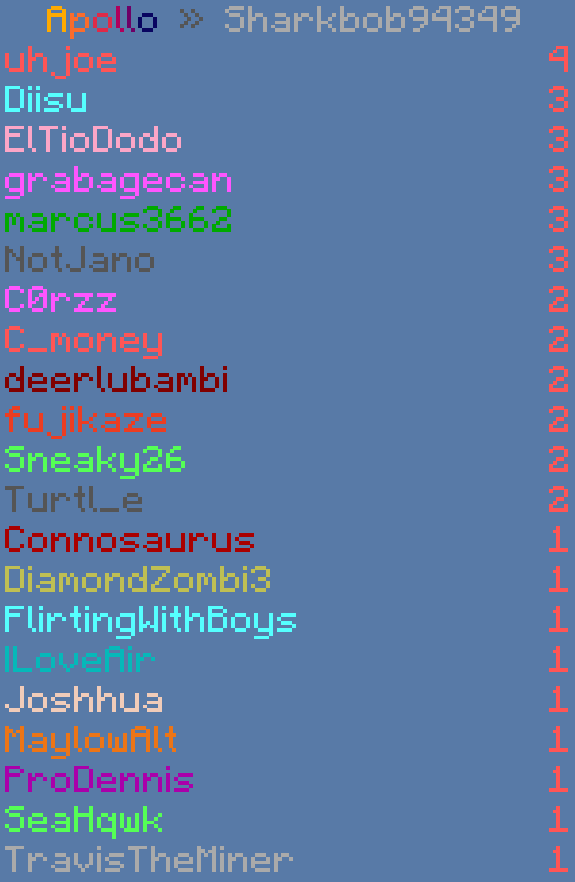 Apollo » Sharkbob94349
uh_joe 4
Diisu 3
ElTioDodo 3
grabagecan 3
marcus3662 3
NotJano 3
C0rzz 2
C_money 2
deerlubambi 2
fujikaze 2
Sneaky26 2
Turtl_e 2
Connosaurus 1
DiamondZombi3 1
FlirtingWithBoys 1
ILoveAir 1
Joshhua 1
MaylowAlt 1
ProDennis 1
SeaHqwk 1
TravisTheMiner 1